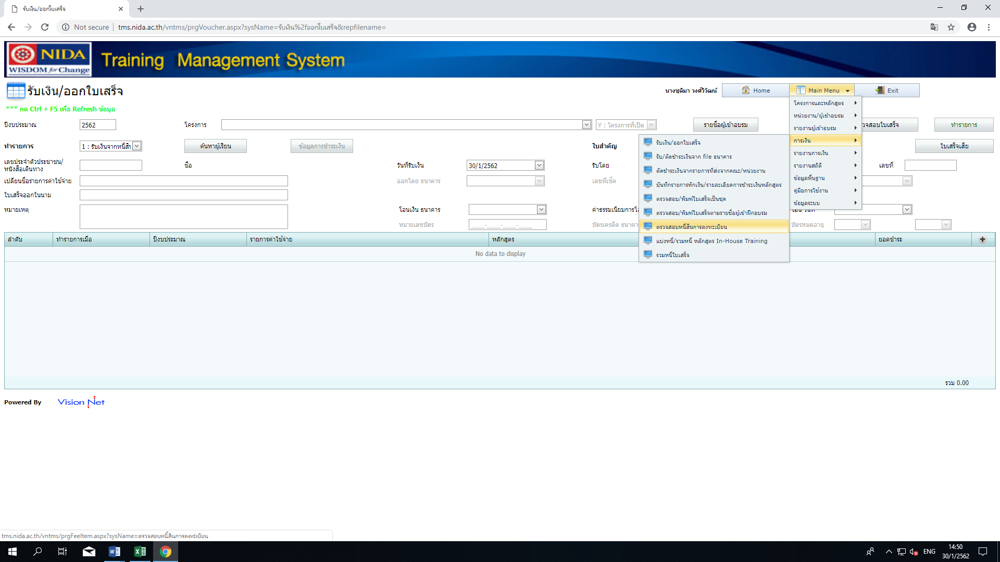 รับเงิน/ออกใบเสร็จ
Not secure
tms.nida.ac.th/vntms/prgVoucher.aspx?sysName=รับเงิน%2fออกใบเสร็จ&repfilename=
NIDA
WISDOM for Change
Training Management System
รับเงิน/ออกใบเสร็จ
นางชุติมา วงศ์วิวัฒน์
Home
Main Menu
Exit
*** กด Ctrl + F5 เพื่อ Refresh ข้อมูล
โครงการและหลักสูตร
หน่วยงาน/ผู้เข้าอบรม
รายงานผู้เข้าอบรม
การเงิน
รายงานการเงิน
รายงานสถิติ
ข้อมูลพื้นฐาน
คู่มือการใช้งาน
ข้อมูลระบบ
ปีงบประมาณ
2562
โครงการ
Y : โครงการที่เปิด
รายชื่อผู้เข้าอบรม
วจสอบใบเสร็จ
ทำรายการ
ทำรายการ
1 : รับเงินจากหนี้สิน
ค้นหาผู้เรียน
ข้อมูลการชำระเงิน
ใบสำคัญ
ใบเสร็จเสีย
รับเงิน/ออกใบเสร็จ
รับ/ตัดชำระเงินจาก file ธนาคาร
ตัดชำระเงินจากรายการที่ส่งจากคณะ/หน่วยงาน
บันทึกรายการหักเงิน/รายละเอียดการชำระเงินหลักสูตร
ตรวจสอบ/พิมพ์ใบเสร็จเป็นชุด
ตรวจสอบ/พิมพ์ใบเสร็จตามรายชื่อผู้เข้าฝึกอบรม
ตรวจสอบหนี้สินการลงทะเบียน
แบ่งหนี้/รวมหนี้ หลักสูตร In-House Training
รวมหนี้ใบเสร็จ
เลขประจำตัวประชาชน/
หนังสือเดินทาง
ชื่อ
วันที่รับเงิน
30/1/2562
รับโดย
เลขที่
เปลี่ยนชื่อรายการค่าใช้จ่าย
ออกโดย ธนาคาร
เลขที่เช็ค
ใบเสร็จออกในนาม
หมายเหตุ
โอนเงิน ธนาคาร
ค่าธรรมเนียมการโอ
โอน วันที่
หมายเลขบัตร
____-____-____-____
บัตรเครดิต ธนาคาร
บัตรหมดอายุ
ลำดับ
ทำรายการเมื่อ
ปีงบประมาณ
รายการค่าใช้จ่าย
หลักสูตร
ยอดชำระ
No data to display
รวม 0.00
Powered By
Vision Net
tms.nida.ac.th/vntms/prgFeeItem.aspx?sysName=ตรวจสอบหนี้สินการลงทะเบียน
ENG
14:50
30/1/2562